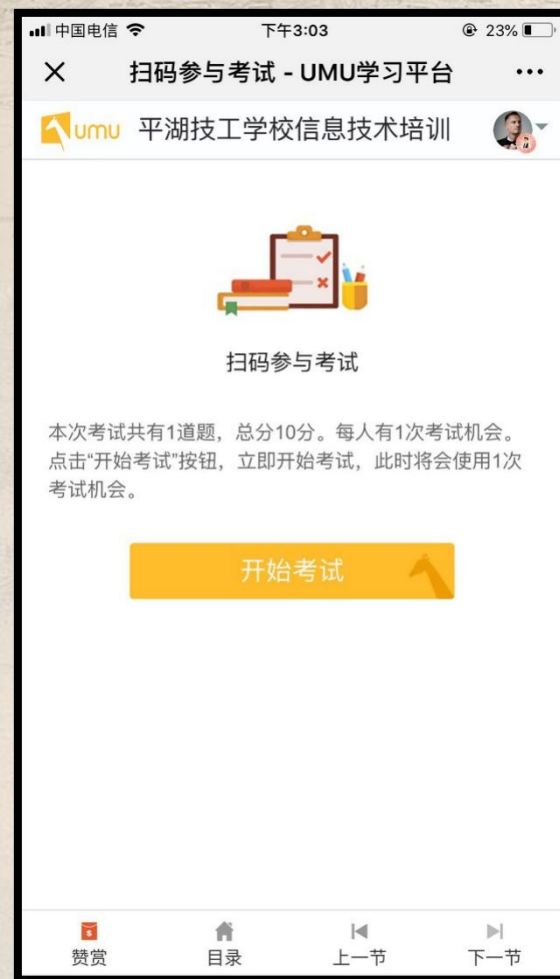 中国电信 下午3:03 23%
扫码参与考试 - UMU学习平台
umu 平湖技工学校信息技术培训
扫码参与考试
本次考试共有1道题，总分10分。每人有1次考试机会。
点击“开始考试”按钮，立即开始考试，此时将会使用1次
考试机会。
开始考试
赞赏 目录 上一节 下一节